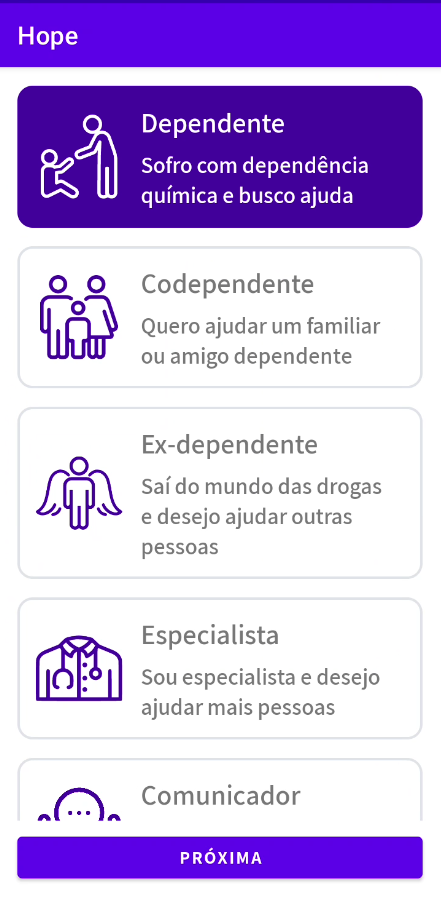 Hope
Dependente
Sofro com dependência
química e busco ajuda
Codependente
Quero ajudar um familiar
ou amigo dependente
Ex-dependente
Saí do mundo das drogas
e desejo ajudar outras
pessoas
Especialista
Sou especialista e desejo
ajudar mais pessoas
Comunicador
PRÓXIMA